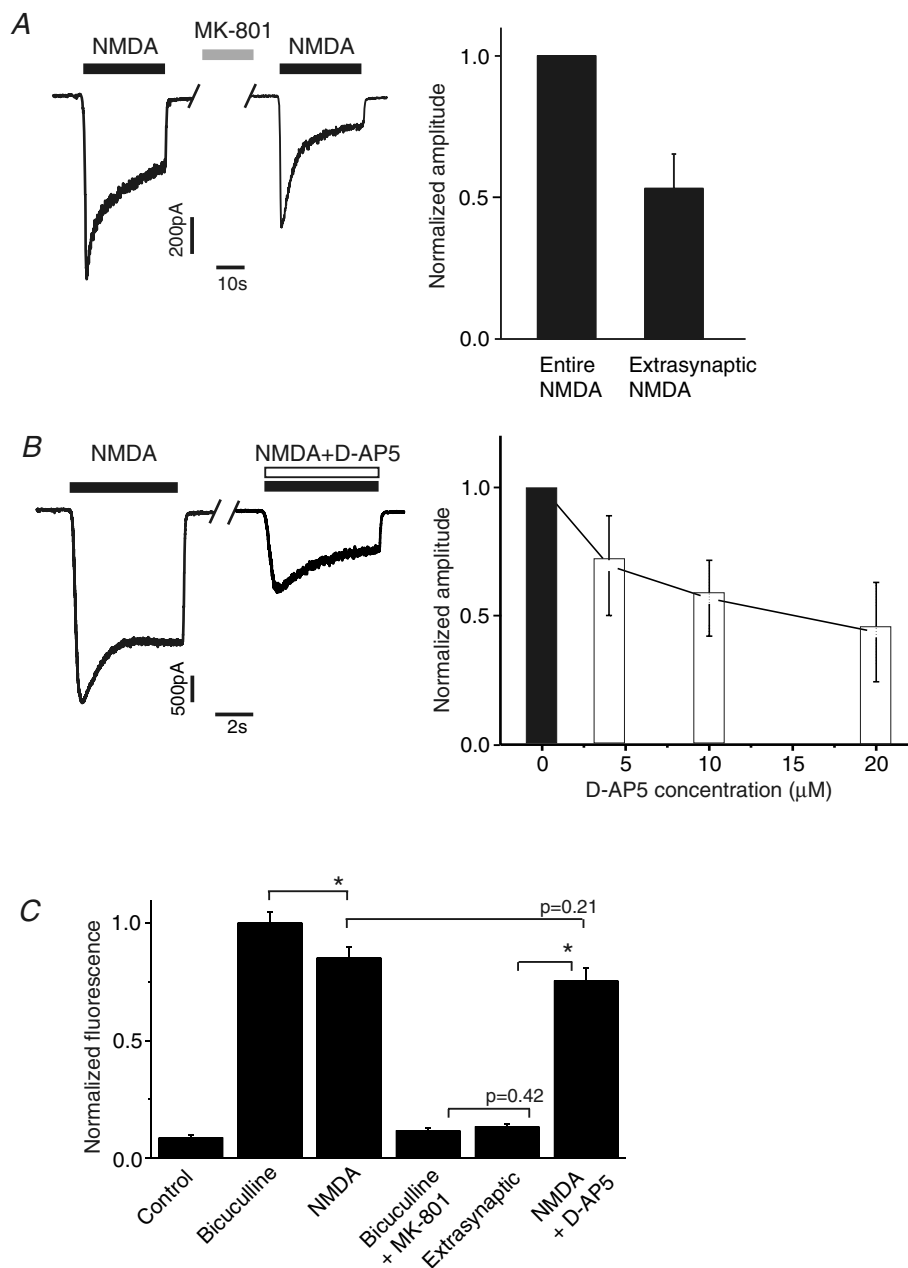 A
MK-801
NMDA
NMDA
200pA
10s
Normalized amplitude
1.0
0.5
0.0
Entire
NMDA
Extrasynaptic
NMDA
B
NMDA
NMDA+D-AP5
500pA
2s
Normalized amplitude
1.0
0.5
0.0
0 5 10 15 20
D-AP5 concentration (μM)
C
Normalized fluorescence
1.0
0.5
0.0
*
p=0.21
*
p=0.42
Control
Bicuculline
NMDA
Bicuculline
+ MK-801
Extrasynaptic
NMDA
+ D-AP5